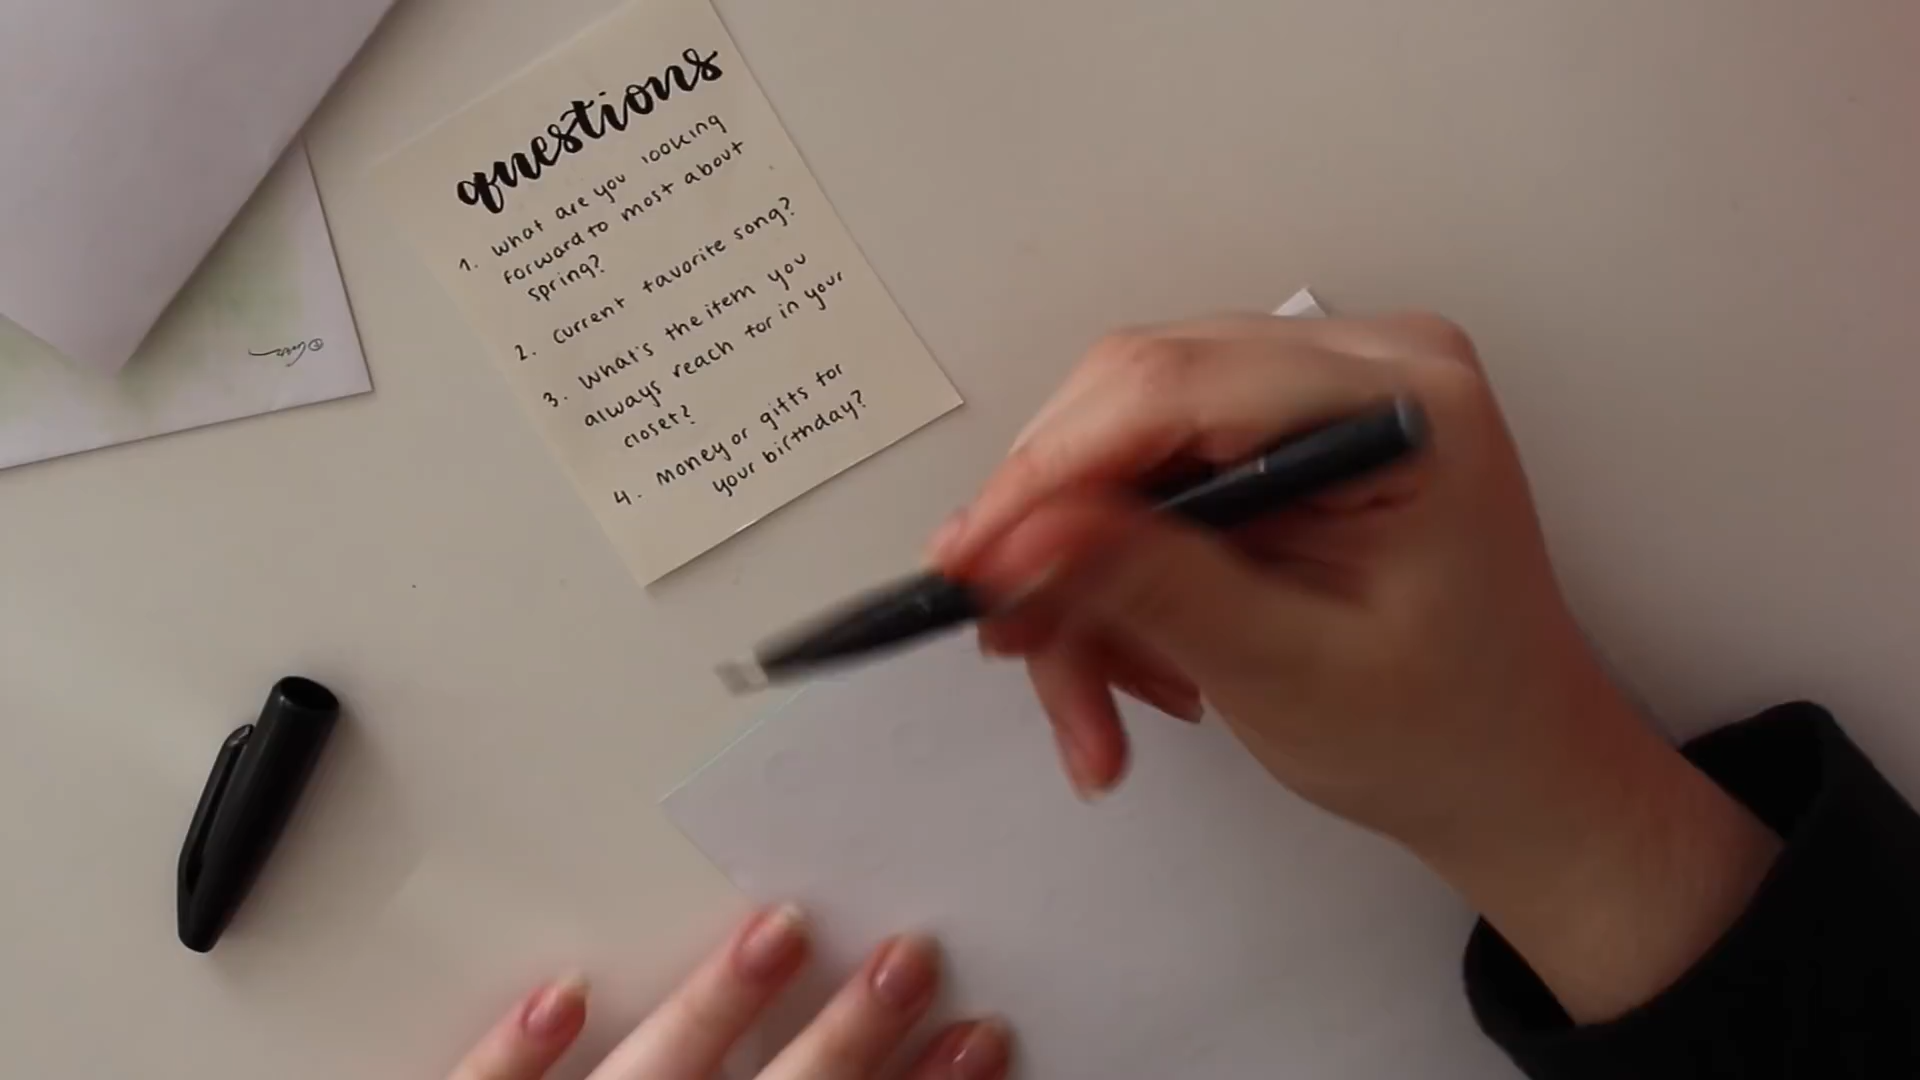 questions
1. What are you looking
forward to most about
spring?
2. current favorite song?
3. What's the item you
always reach for in your
closet?
4. Money or gifts for
your birthday?